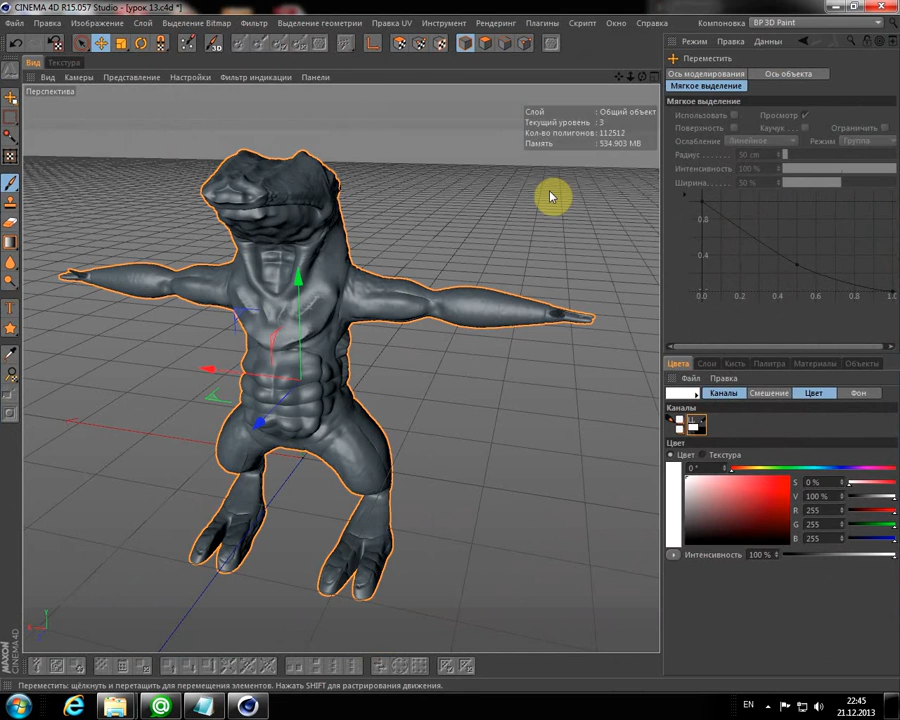 CINEMA 4D R15.057 Studio - [урок 13.c4d *]
Файл Правка Изображение Слой Выделение Bitmap Фильтр Выделение геометрии Правка UV Инструмент Рендеринг Плагины Скрипт Окно Справка Компоновка BP 3D Paint
Вид Текстура
Вид Камеры Представление Настройки Фильтр индикации Панели
Перспектива
Слой : Общий объект
Текущий уровень : 3
Кол-во полигонов : 112512
Память : 534.903 MB
Режим Правка Данные
Переместить
Ось моделирования Ось объекта
Мягкое выделение
Мягкое выделение
Использовать Просмотр
Поверхность Каучук Ограничить
Ослабление Линейное Режим Группа
Радиус 50 cm
Интенсивность 100 %
Ширина 50 %
0.8
0.4
0.0 0.2 0.4 0.6 0.8 1.0
Цвета Слои Кисть Палитра Материалы Объекты
Файл Правка
Каналы Смешение Цвет Фон
Каналы
Цвет
Цвет Текстура
0 °
S 0 %
V 100 %
R 255
G 255
B 255
Интенсивность 100 %
Y
X
MAXON
CINEMA 4D
Переместить: щёлкнуть и перетащить для перемещения элементов. Нажать SHIFT для растрирования движения.
EN 22:45
21.12.2013